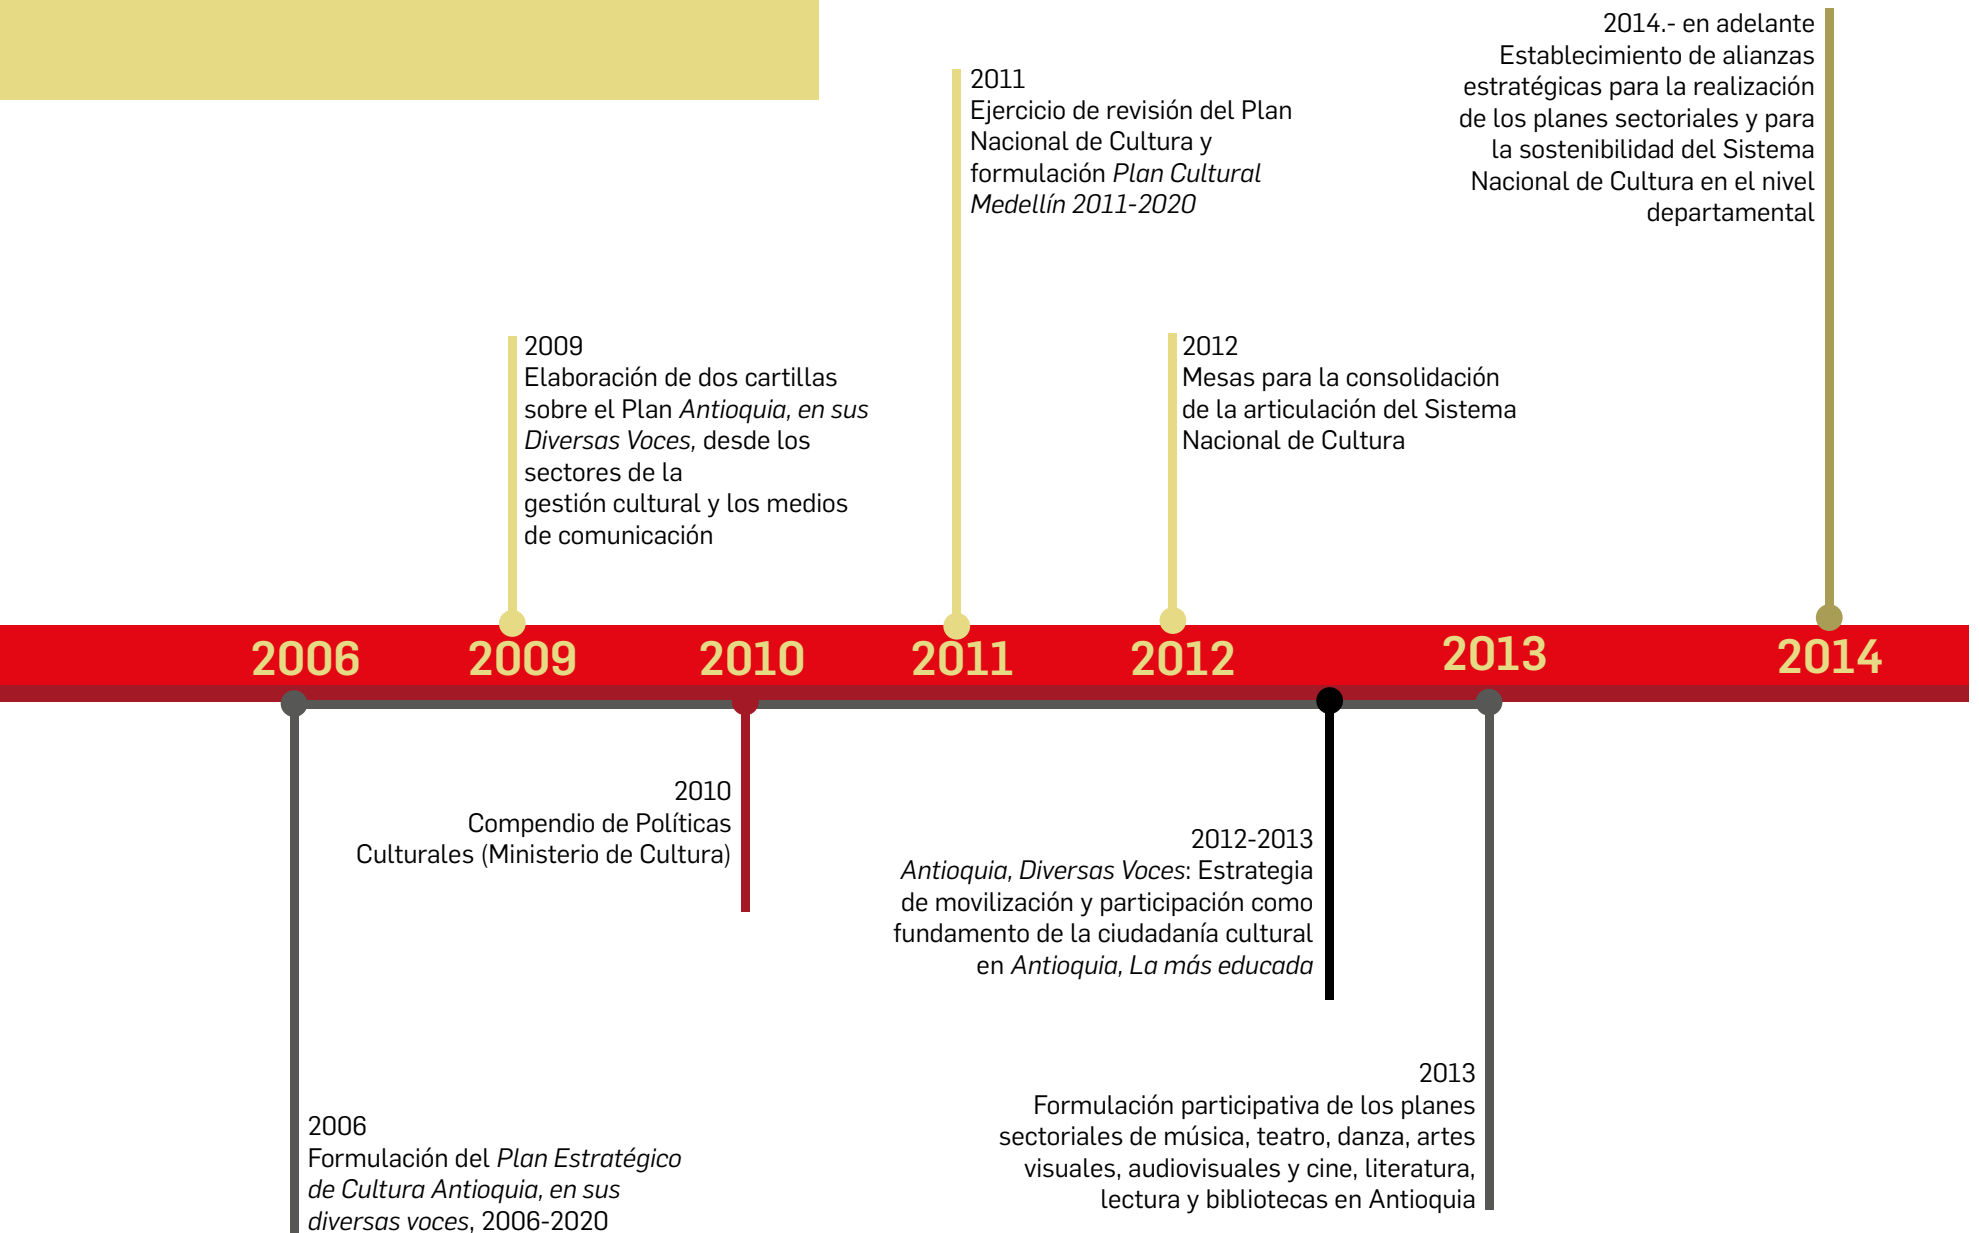 2014.- en adelante
Establecimiento de alianzas
estratégicas para la realización
de los planes sectoriales y para
la sostenibilidad del Sistema
Nacional de Cultura en el nivel
departamental
2011
Ejercicio de revisión del Plan
Nacional de Cultura y
formulación Plan Cultural
Medellín 2011-2020
2009
Elaboración de dos cartillas
sobre el Plan Antioquia, en sus
Diversas Voces, desde los
sectores de la
gestión cultural y los medios
de comunicación
2012
Mesas para la consolidación
de la articulación del Sistema
Nacional de Cultura
2006
2009
2010
2011
2012
2013
2014
2010
Compendio de Políticas
Culturales (Ministerio de Cultura)
2012-2013
Antioquia, Diversas Voces: Estrategia
de movilización y participación como
fundamento de la ciudadanía cultural
en Antioquia, La más educada
2013
Formulación participativa de los planes
sectoriales de música, teatro, danza, artes
visuales, audiovisuales y cine, literatura,
lectura y bibliotecas en Antioquia
2006
Formulación del Plan Estratégico
de Cultura Antioquia, en sus
diversas voces, 2006-2020